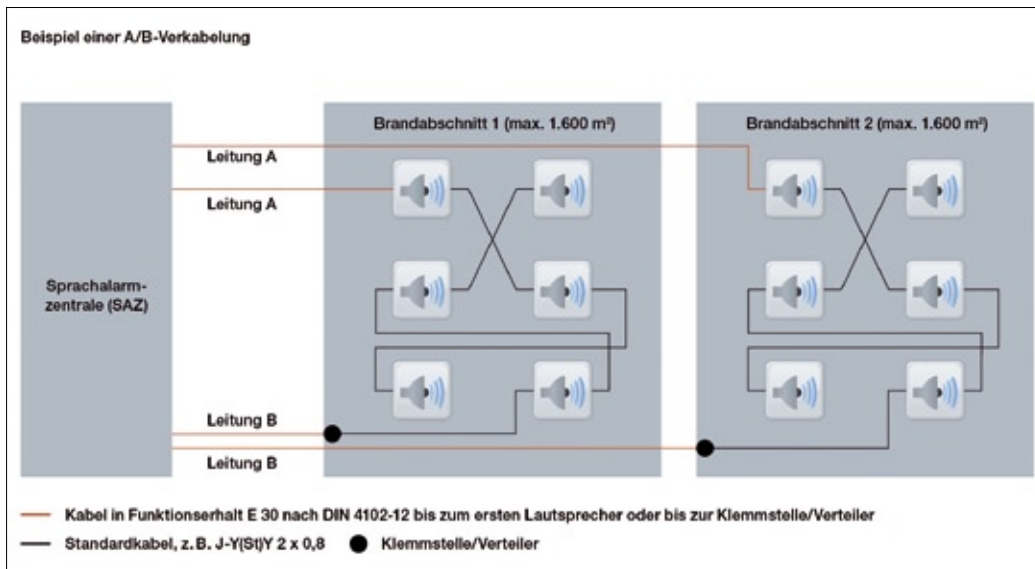 Beispiel einer A/B-Verkabelung
Brandabschnitt 1 (max. 1.600 m²)
Brandabschnitt 2 (max. 1.600 m²)
Leitung A
Leitung A
Sprachalarm-
zentrale (SAZ)
Leitung B
Leitung B
Kabel in Funktionserhalt E 30 nach DIN 4102-12 bis zum ersten Lautsprecher oder bis zur Klemmstelle/Verteiler
Standardkabel, z. B. J-Y(St)Y 2 x 0,8
Klemmstelle/Verteiler